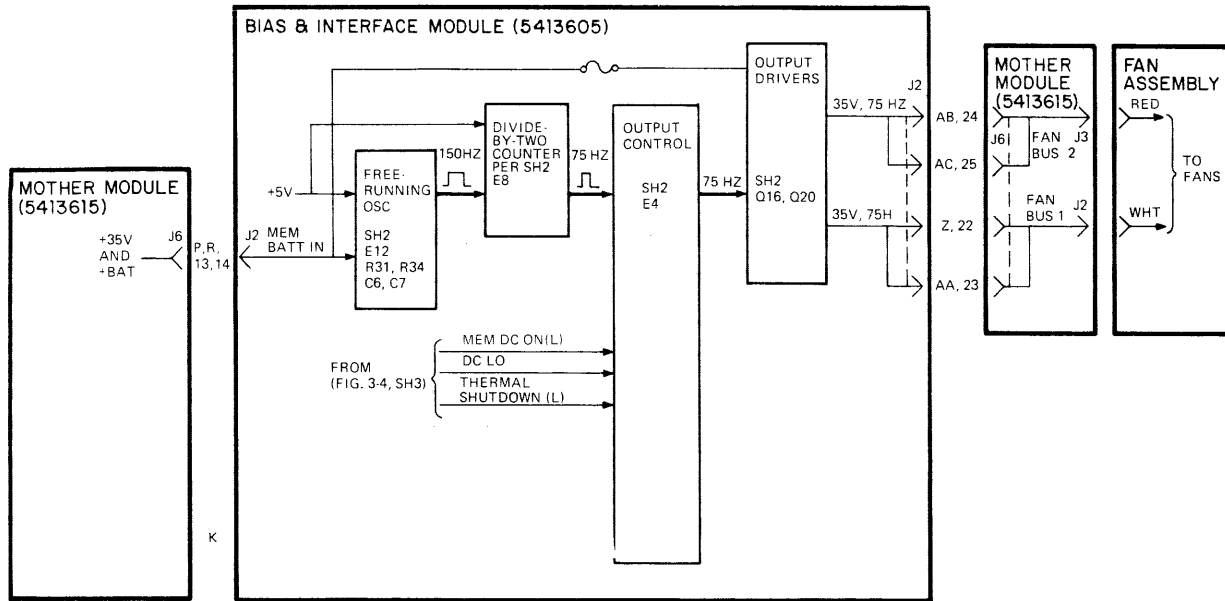 BIAS & INTERFACE MODULE (5413605)
MOTHER MODULE
(5413615)
+35V
AND
+BAT
J6
P,R,
13,14
K
J2
MEM
BATT IN
+5V
FREE-
RUNNING
OSC
SH2
E12
R31, R34
C6, C7
150HZ
DIVIDE-
BY-TWO
COUNTER
PER SH2
E8
75 HZ
OUTPUT
CONTROL
SH2
E4
FROM
(FIG. 3-4, SH3)
MEM DC ON(L)
DC LO
THERMAL
SHUTDOWN (L)
75 HZ
OUTPUT
DRIVERS
SH2
Q16, Q20
35V, 75 HZ
35V, 75H
J2
AB, 24
AC, 25
Z, 22
AA, 23
MOTHER
MODULE
(5413615)
J6
FAN
BUS 2
J3
FAN
BUS 1
J2
FAN
ASSEMBLY
RED
WHT
TO
FANS